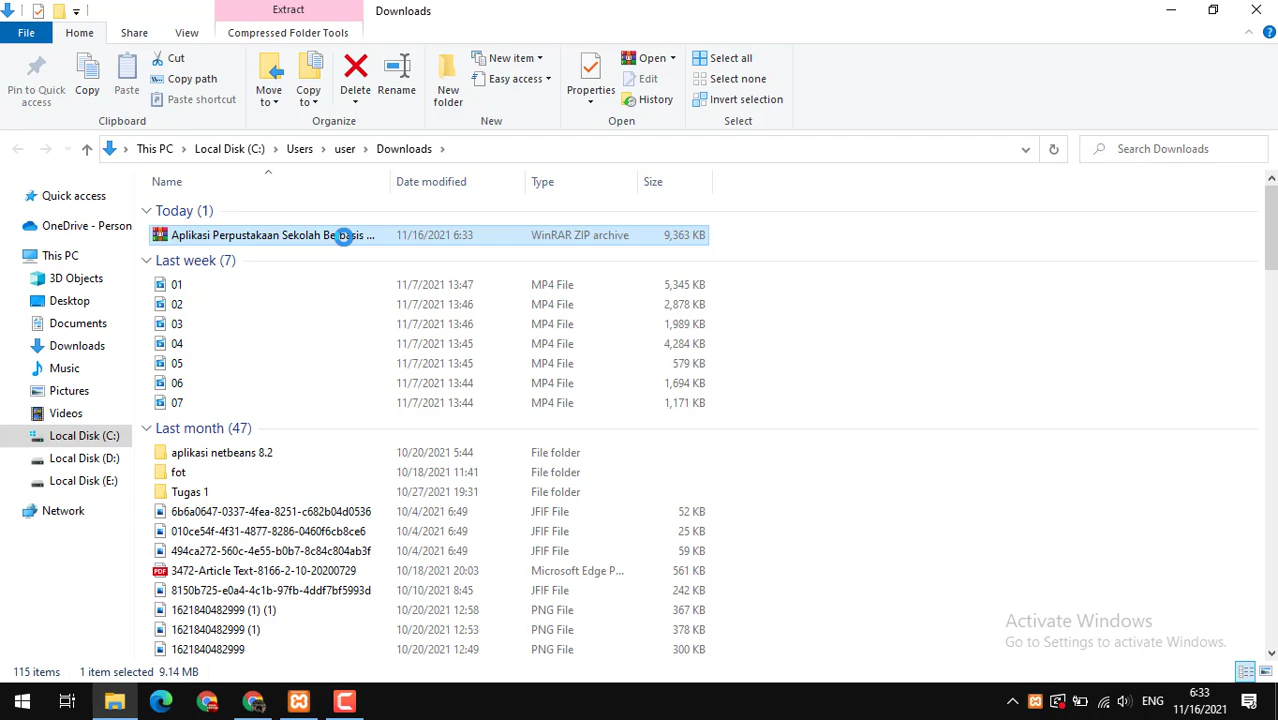 Extract
Downloads
File
Home
Share
View
Compressed Folder Tools
Pin to Quick access
Copy
Paste
Cut
Copy path
Paste shortcut
Move to
Copy to
Delete
Rename
New folder
New item
Easy access
Properties
Open
Edit
History
Select all
Select none
Invert selection
Clipboard
Organize
New
Open
Select
This PC > Local Disk (C:) > Users > user > Downloads >
Search Downloads
Name Date modified Type Size
Quick access
OneDrive - Person
This PC
3D Objects
Desktop
Documents
Downloads
Music
Pictures
Videos
Local Disk (C:)
Local Disk (D:)
Local Disk (E:)
Network
Today (1)
Aplikasi Perpustakaan Sekolah Berbasis ... 11/16/2021 6:33 WinRAR ZIP archive 9,363 KB
Last week (7)
01 11/7/2021 13:47 MP4 File 5,345 KB
02 11/7/2021 13:46 MP4 File 2,878 KB
03 11/7/2021 13:46 MP4 File 1,989 KB
04 11/7/2021 13:45 MP4 File 4,284 KB
05 11/7/2021 13:45 MP4 File 579 KB
06 11/7/2021 13:44 MP4 File 1,694 KB
07 11/7/2021 13:44 MP4 File 1,171 KB
Last month (47)
aplikasi netbeans 8.2 10/20/2021 5:44 File folder
fot 10/18/2021 11:41 File folder
Tugas 1 10/27/2021 19:31 File folder
6b6a0647-0337-4fea-8251-c682b04d0536 10/4/2021 6:49 JFIF File 52 KB
010ce54f-4f31-4877-8286-0460f6cb8ce6 10/4/2021 6:49 JFIF File 25 KB
494ca272-560c-4e55-b0b7-8c84c804ab3f 10/4/2021 6:49 JFIF File 59 KB
3472-Article Text-8166-2-10-20200729 10/18/2021 20:03 Microsoft Edge P... 561 KB
8150b725-e0a4-4c1b-97fb-4ddf7bf5993d 10/10/2021 8:45 JFIF File 242 KB
1621840482999 (1) (1) 10/20/2021 12:58 PNG File 367 KB
1621840482999 (1) 10/20/2021 12:53 PNG File 378 KB
1621840482999 10/20/2021 12:49 PNG File 300 KB
Activate Windows
Go to Settings to activate Windows.
115 items 1 item selected 9.14 MB
ENG
6:33
11/16/2021